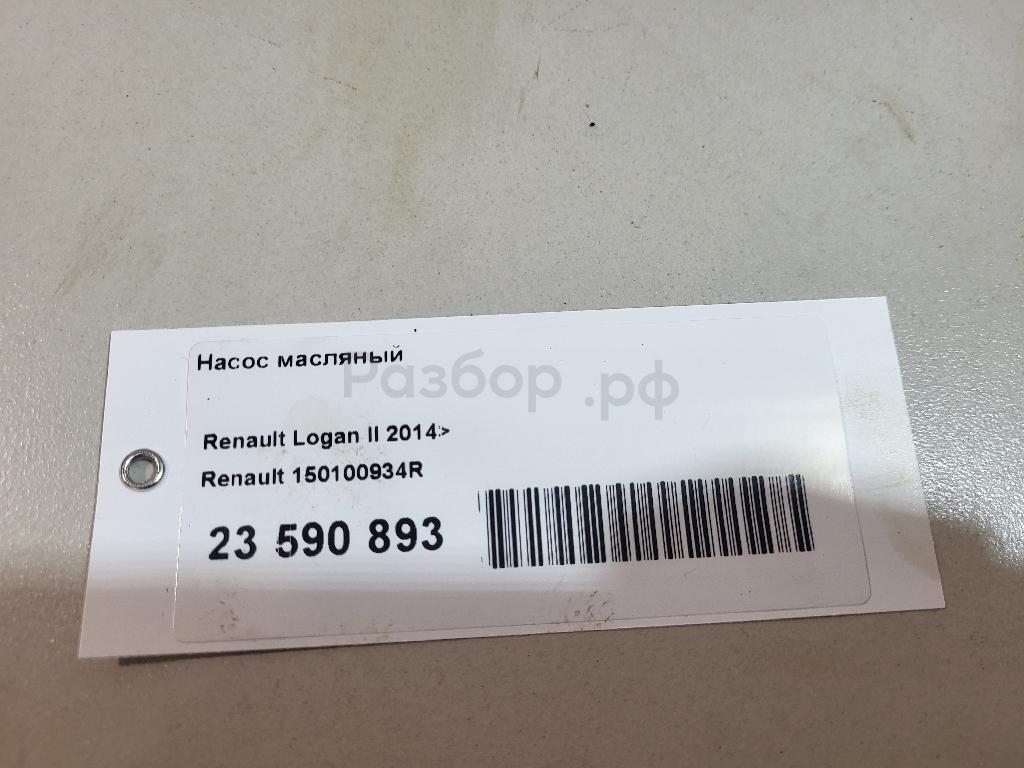 Насос масляный
Разбор .рф
Renault Logan II 2014>
Renault 150100934R
23 590 893